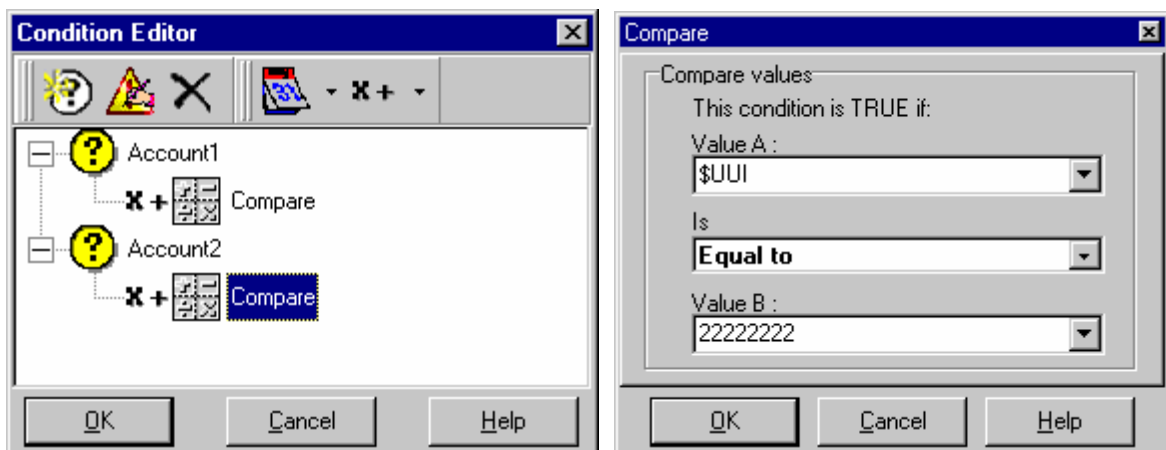 Condition Editor
Account1
Compare
Account2
Compare
OK Cancel Help
Compare
Compare values
This condition is TRUE if:
Value A :
$UUI
Is
Equal to
Value B :
22222222
OK Cancel Help